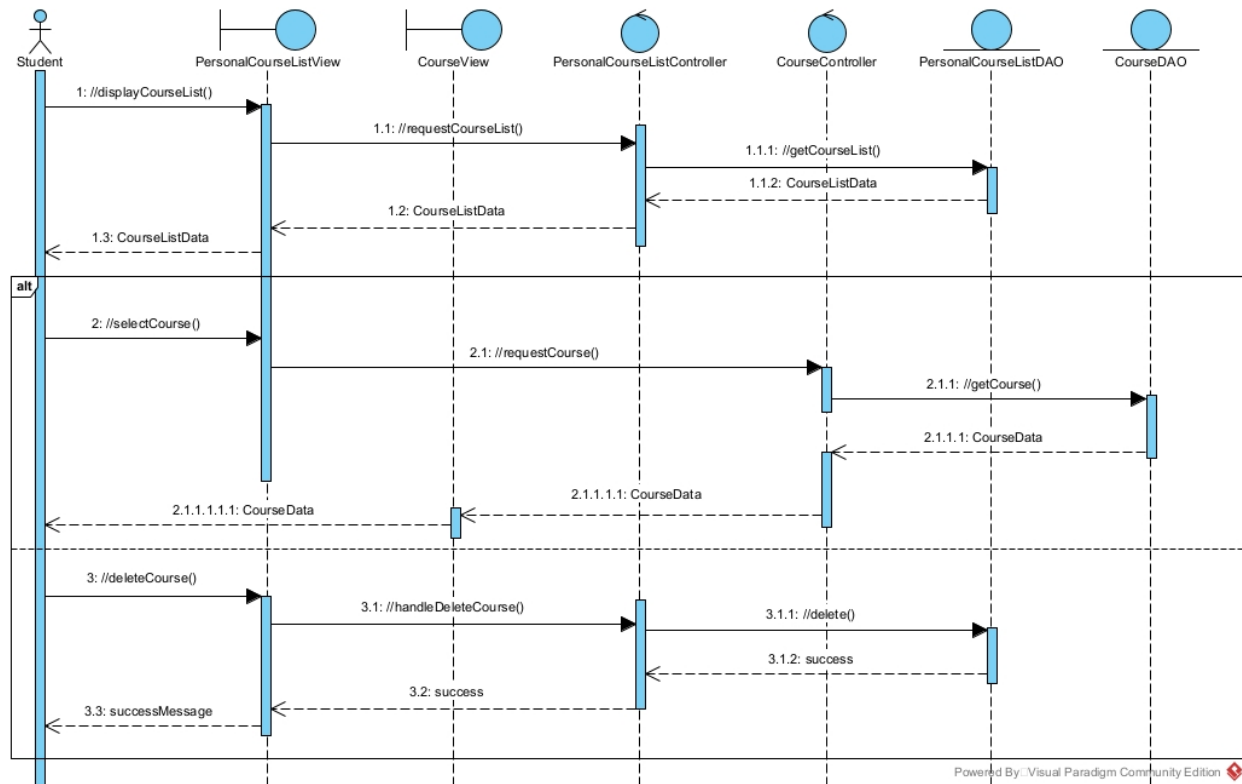 Student
PersonalCourseListView
CourseView
PersonalCourseListController
CourseController
PersonalCourseListDAO
CourseDAO
1: //displayCourseList()
1.1: //requestCourseList()
1.1.1: //getCourseList()
1.1.2: CourseListData
1.2: CourseListData
1.3: CourseListData
alt
2: //selectCourse()
2.1: //requestCourse()
2.1.1: //getCourse()
2.1.1.1: CourseData
2.1.1.1.1: CourseData
2.1.1.1.1.1: CourseData
3: //deleteCourse()
3.1: //handleDeleteCourse()
3.1.1: //delete()
3.1.2: success
3.2: success
3.3: successMessage
Powered By Visual Paradigm Community Edition